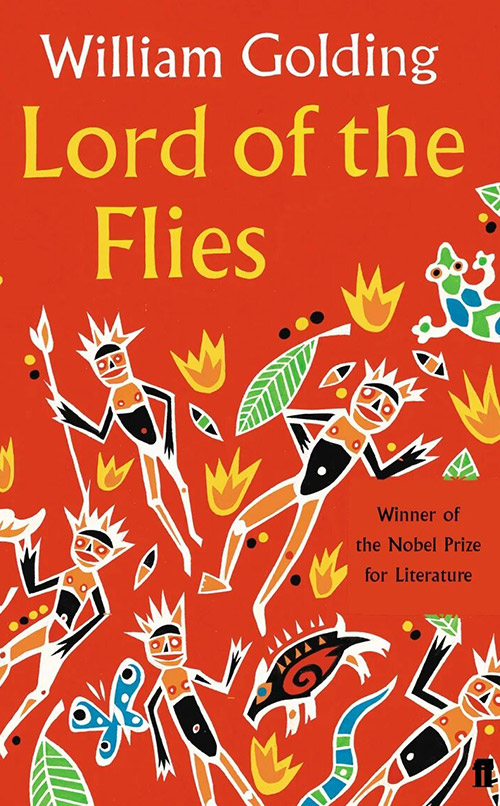 William Golding
Lord of the
Flies
Winner of
the Nobel Prize
for Literature
ff